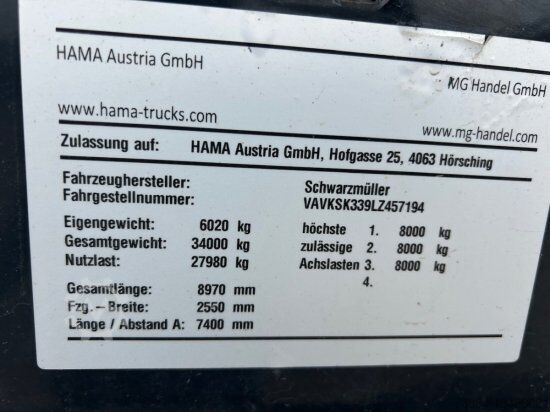 HAMA Austria GmbH
MG Handel GmbH
www.hama-trucks.com
www.mg-handel.com
Zulassung auf: HAMA Austria GmbH, Hofgasse 25, 4063 Hörsching
Fahrzeughersteller: Schwarzmüller
Fahrgestellnummer: VAVKSK339LZ457194
Eigengewicht: 6020 kg höchste 1. 8000 kg
Gesamtgewicht: 34000 kg zulässige 2. 8000 kg
Nutzlast: 27980 kg Achslasten 3. 8000 kg
4.
Gesamtlänge: 8970 mm
Fzg.-Breite: 2550 mm
Länge / Abstand A: 7400 mm